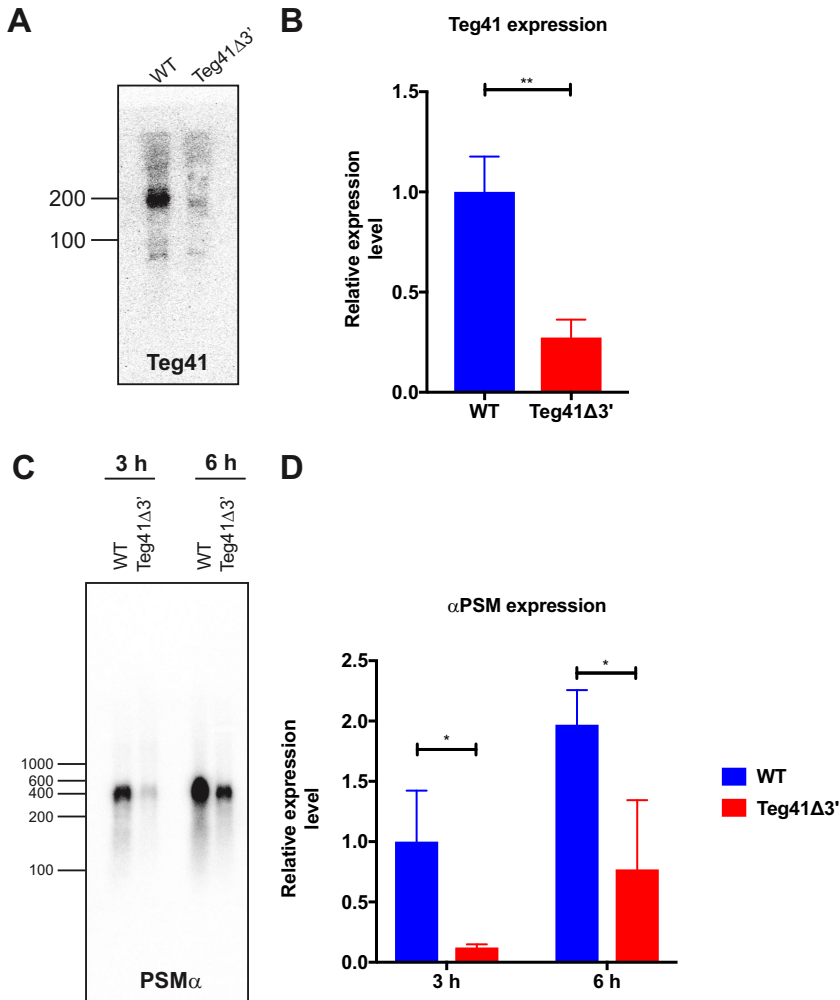 A
WT
Teg41Δ3'
200
100
Teg41
B
Teg41 expression
**
Relative expression
level
1.5
1.0
0.5
0.0
WT
Teg41Δ3'
C
3 h
6 h
WT
Teg41Δ3'
WT
Teg41Δ3'
1000
600
400
200
100
PSMα
D
αPSM expression
*
*
Relative expression
level
2.5
2.0
1.5
1.0
0.5
0.0
3 h
6 h
WT
Teg41Δ3'